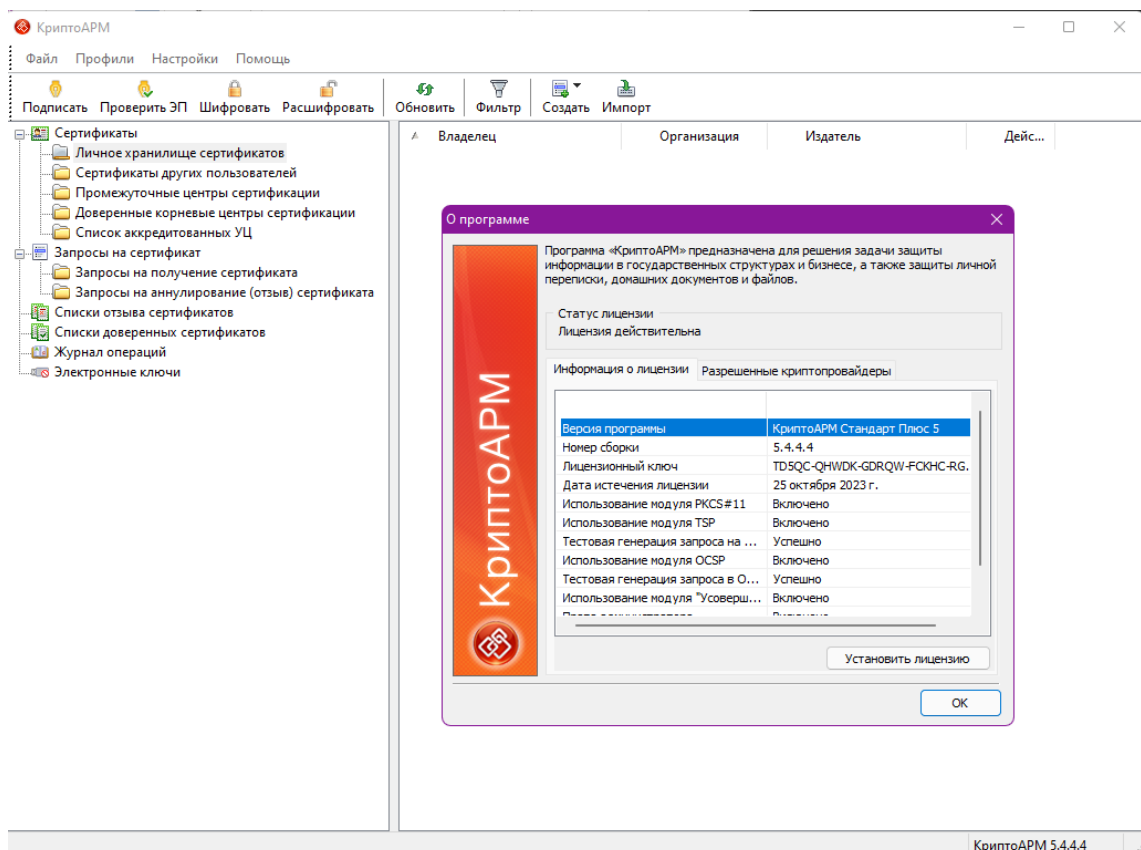 КриптоАРМ
Файл Профили Настройки Помощь
Подписать Проверить ЭП Шифровать Расшифровать Обновить Фильтр Создать Импорт
Сертификаты
Личное хранилище сертификатов
Сертификаты других пользователей
Промежуточные центры сертификации
Доверенные корневые центры сертификации
Список аккредитованных УЦ
Запросы на сертификат
Запросы на получение сертификата
Запросы на аннулирование (отзыв) сертификата
Списки отзыва сертификатов
Списки доверенных сертификатов
Журнал операций
Электронные ключи
Владелец Организация Издатель Дейс...
О программе
КриптоАРМ
Программа «КриптоАРМ» предназначена для решения задачи защиты
информации в государственных структурах и бизнесе, а также защиты личной
переписки, домашних документов и файлов.
Статус лицензии
Лицензия действительна
Информация о лицензии Разрешенные криптопровайдеры
Версия программы КриптоАРМ Стандарт Плюс 5
Номер сборки 5.4.4.4
Лицензионный ключ TD5QC-QHWDK-GDRQW-FCKHC-RG.
Дата истечения лицензии 25 октября 2023 г.
Использование модуля PKCS#11 Включено
Использование модуля TSP Включено
Тестовая генерация запроса на ... Успешно
Использование модуля OCSP Включено
Тестовая генерация запроса в О... Успешно
Использование модуля "Усоверш... Включено
Установить лицензию
ОК
КриптоАРМ 5.4.4.4